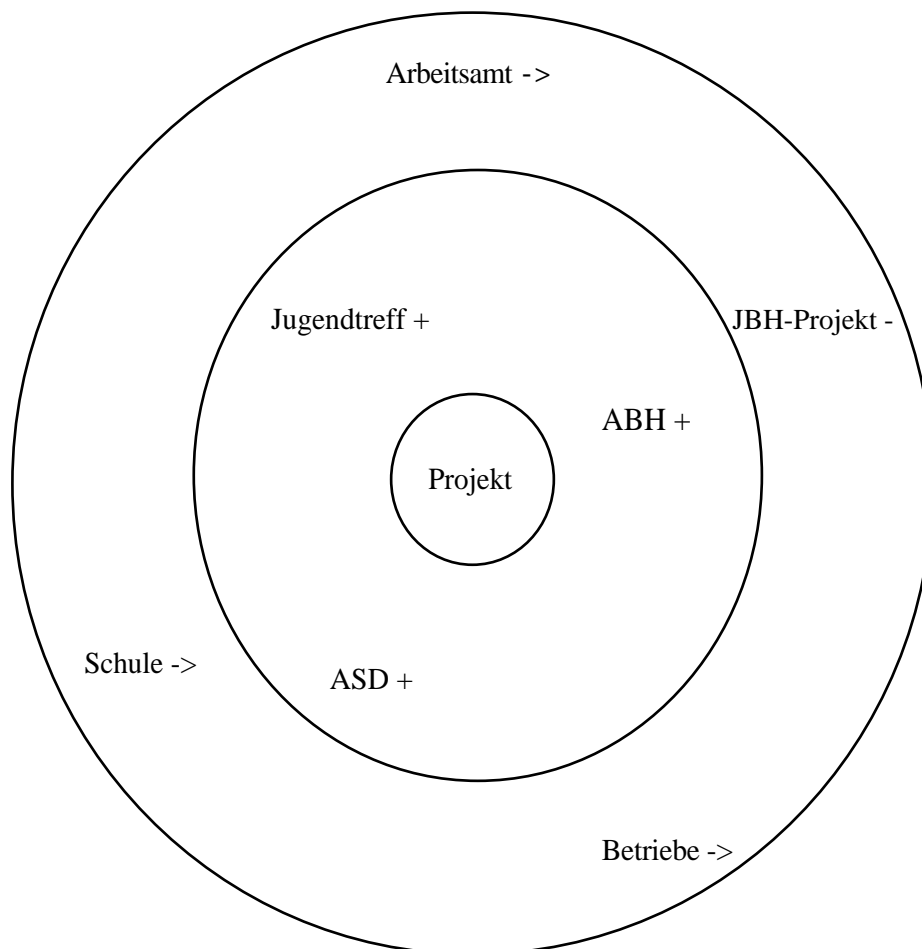 Arbeitsamt ->
Jugendtreff +
JBH-Projekt -
ABH +
Projekt
Schule ->
ASD +
Betriebe ->